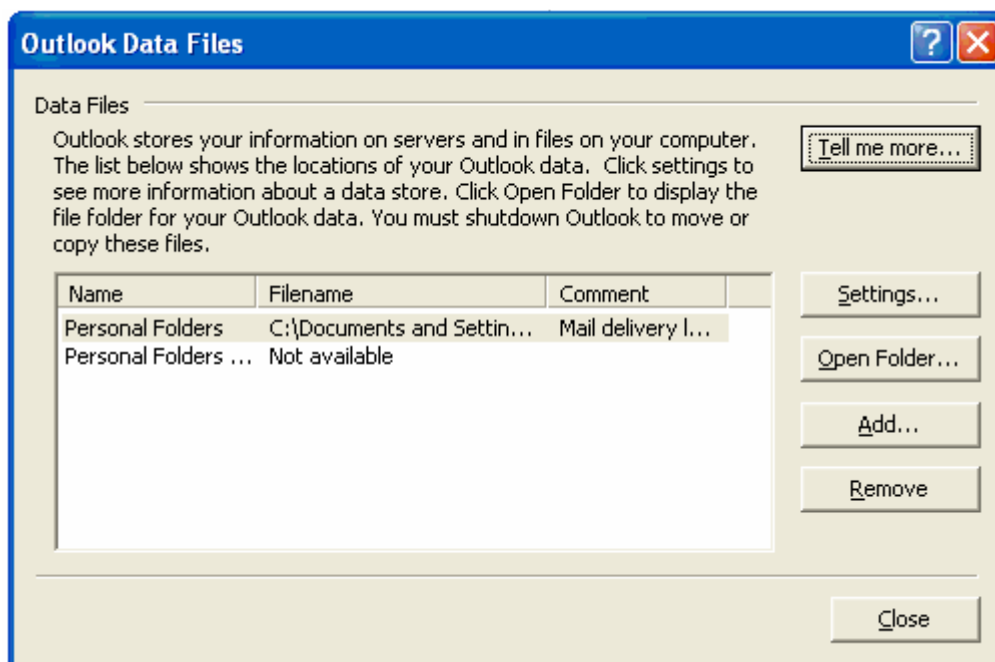 Outlook Data Files
Data Files
Outlook stores your information on servers and in files on your computer.
The list below shows the locations of your Outlook data. Click settings to
see more information about a data store. Click Open Folder to display the
file folder for your Outlook data. You must shutdown Outlook to move or
copy these files.
Tell me more...
Name Filename Comment
Personal Folders C:\Documents and Settin... Mail delivery l...
Personal Folders ... Not available
Settings...
Open Folder...
Add...
Remove
Close